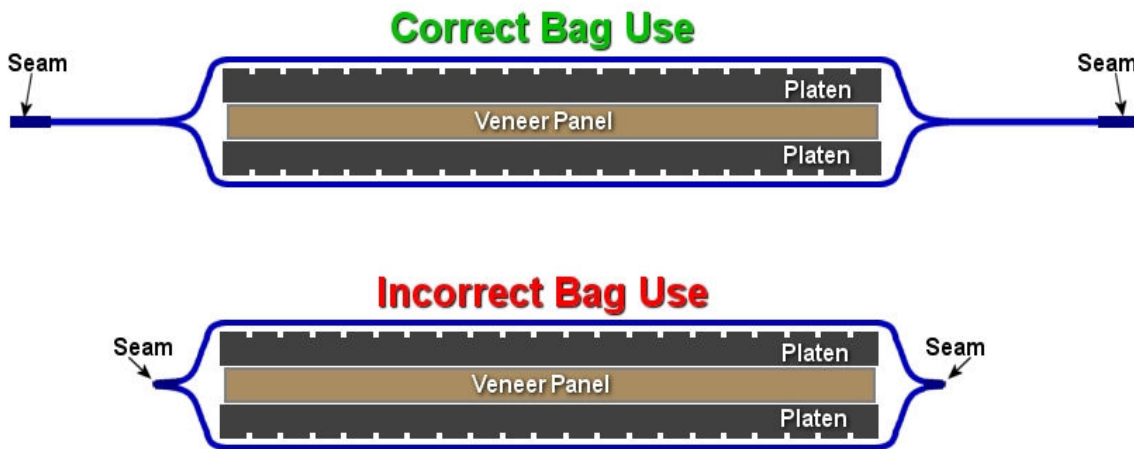 Correct Bag Use
Seam
Seam
Platen
Veneer Panel
Platen
Incorrect Bag Use
Seam
Seam
Platen
Veneer Panel
Platen